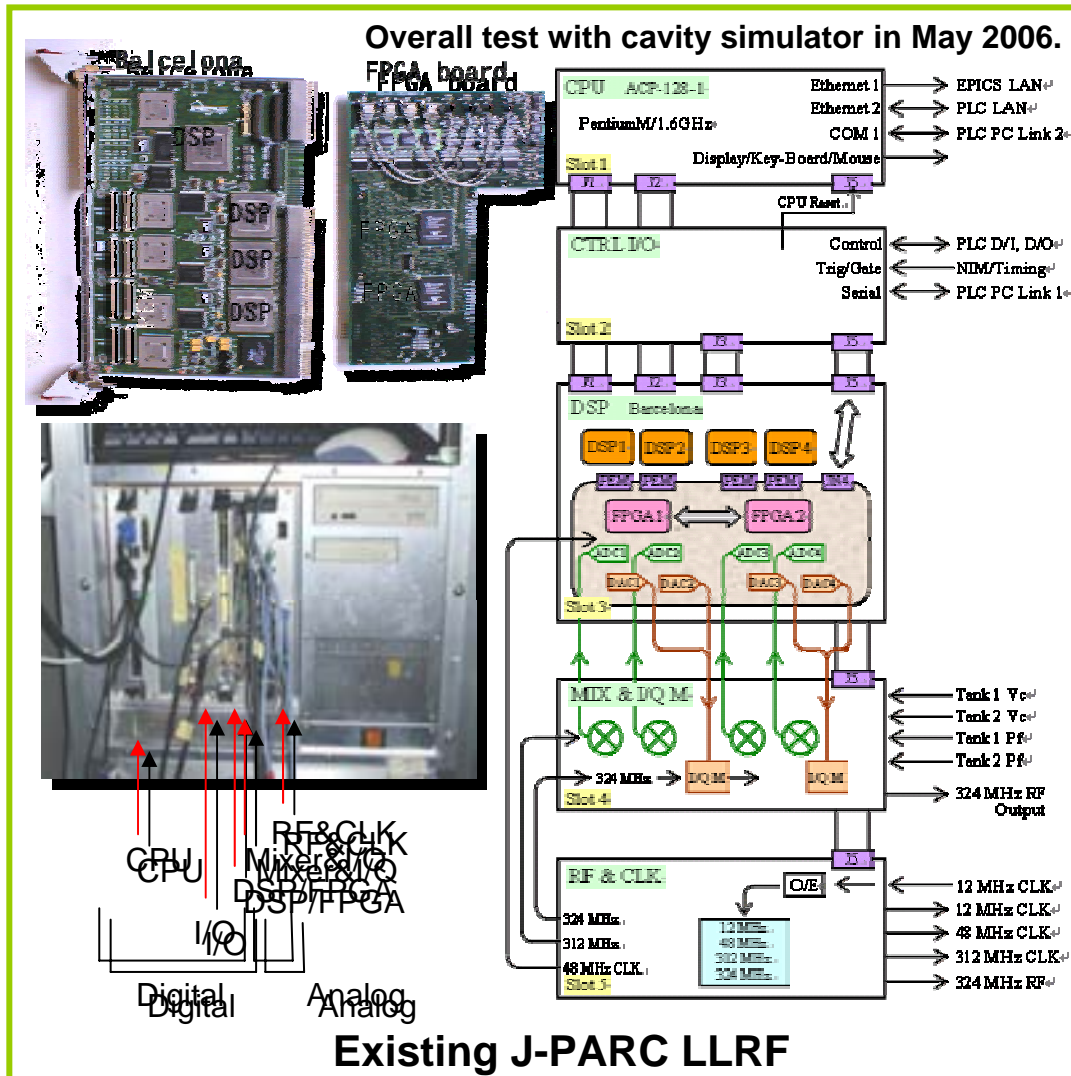 Overall test with cavity simulator in May 2006.
Balcelona
FPGA board
DSP
DSP
DSP
DSP
FPGA
FPGA
CPU ACP-128-1
PentiumM/1.6GHz
Slot 1
Ethernet 1
Ethernet 2
COM 1
Display/Key-Board/Mouse
EPICS LAN
PLC LAN
PLC PC Link 2
J1
J2
J5
CPU Reset
CTRL I/O
Slot 2
Control
Trig/Gate
Serial
PLC D/I, D/O
NIM/Timing
PLC PC Link 1
J3
J5
J1
J2
J3
J5
DSP Barcelona
DSP1
DSP2
DSP3
DSP4
PEM
PEM
PEM
PEM
FPGA1
FPGA2
ADC1
ADC2
ADC3
ADC4
DAC1
DAC2
DAC3
DAC4
Slot 3
J5
MIX & I/Q M
324 MHz
I/Q M
I/Q M
Slot 4
Tank 1 Vc
Tank 2 Vc
Tank 1 Pf
Tank 2 Pf
324 MHz RF
Output
J5
RF & CLK
O/E
324 MHz
312 MHz
48 MHz CLK
12 MHz
48 MHz
312 MHz
324 MHz
Slot 5
12 MHz CLK
12 MHz CLK
48 MHz CLK
312 MHz CLK
324 MHz RF
RF&CLK
CPU
Mixer&I/Q
DSP/FPGA
I/O
Digital
Analog
Existing J-PARC LLRF